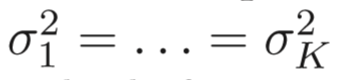 σ₁² = … = σ_K²